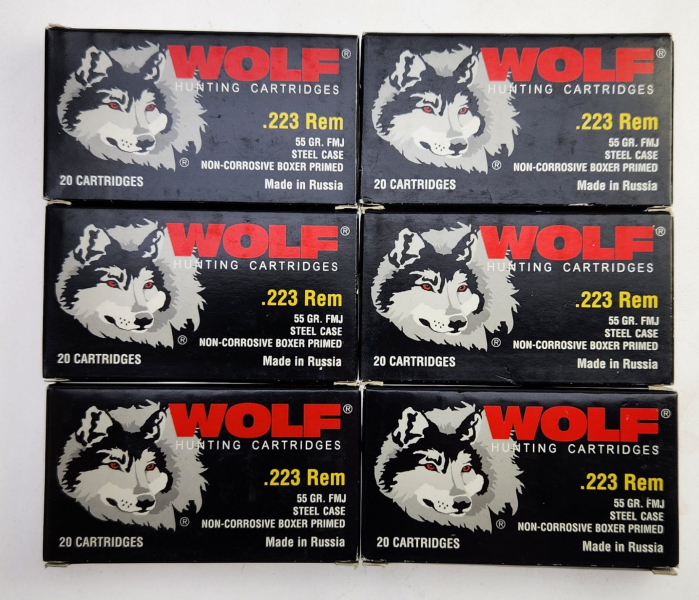 WOLF®
HUNTING CARTRIDGES
.223 Rem
55 GR. FMJ
STEEL CASE
NON-CORROSIVE BOXER PRIMED
®
20 CARTRIDGES
Made in Russia
WOLF®
HUNTING CARTRIDGES
.223 Rem
55 GR. FMJ
STEEL CASE
NON-CORROSIVE BOXER PRIMED
®
20 CARTRIDGES
Made in Russia
WOLF®
HUNTING CARTRIDGES
.223 Rem
55 GR. FMJ
STEEL CASE
NON-CORROSIVE BOXER PRIMED
®
20 CARTRIDGES
Made in Russia
WOLF®
HUNTING CARTRIDGES
.223 Rem
55 GR. FMJ
STEEL CASE
NON-CORROSIVE BOXER PRIMED
®
20 CARTRIDGES
Made in Russia
WOLF®
HUNTING CARTRIDGES
.223 Rem
55 GR. FMJ
STEEL CASE
NON-CORROSIVE BOXER PRIMED
®
20 CARTRIDGES
Made in Russia
WOLF®
HUNTING CARTRIDGES
.223 Rem
55 GR. FMJ
STEEL CASE
NON-CORROSIVE BOXER PRIMED
®
20 CARTRIDGES
Made in Russia